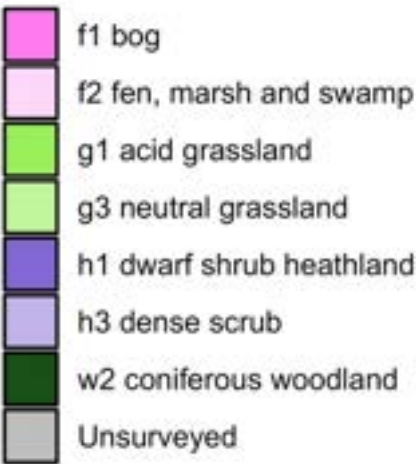 f1 bog
f2 fen, marsh and swamp
g1 acid grassland
g3 neutral grassland
h1 dwarf shrub heathland
h3 dense scrub
w2 coniferous woodland
Unsurveyed